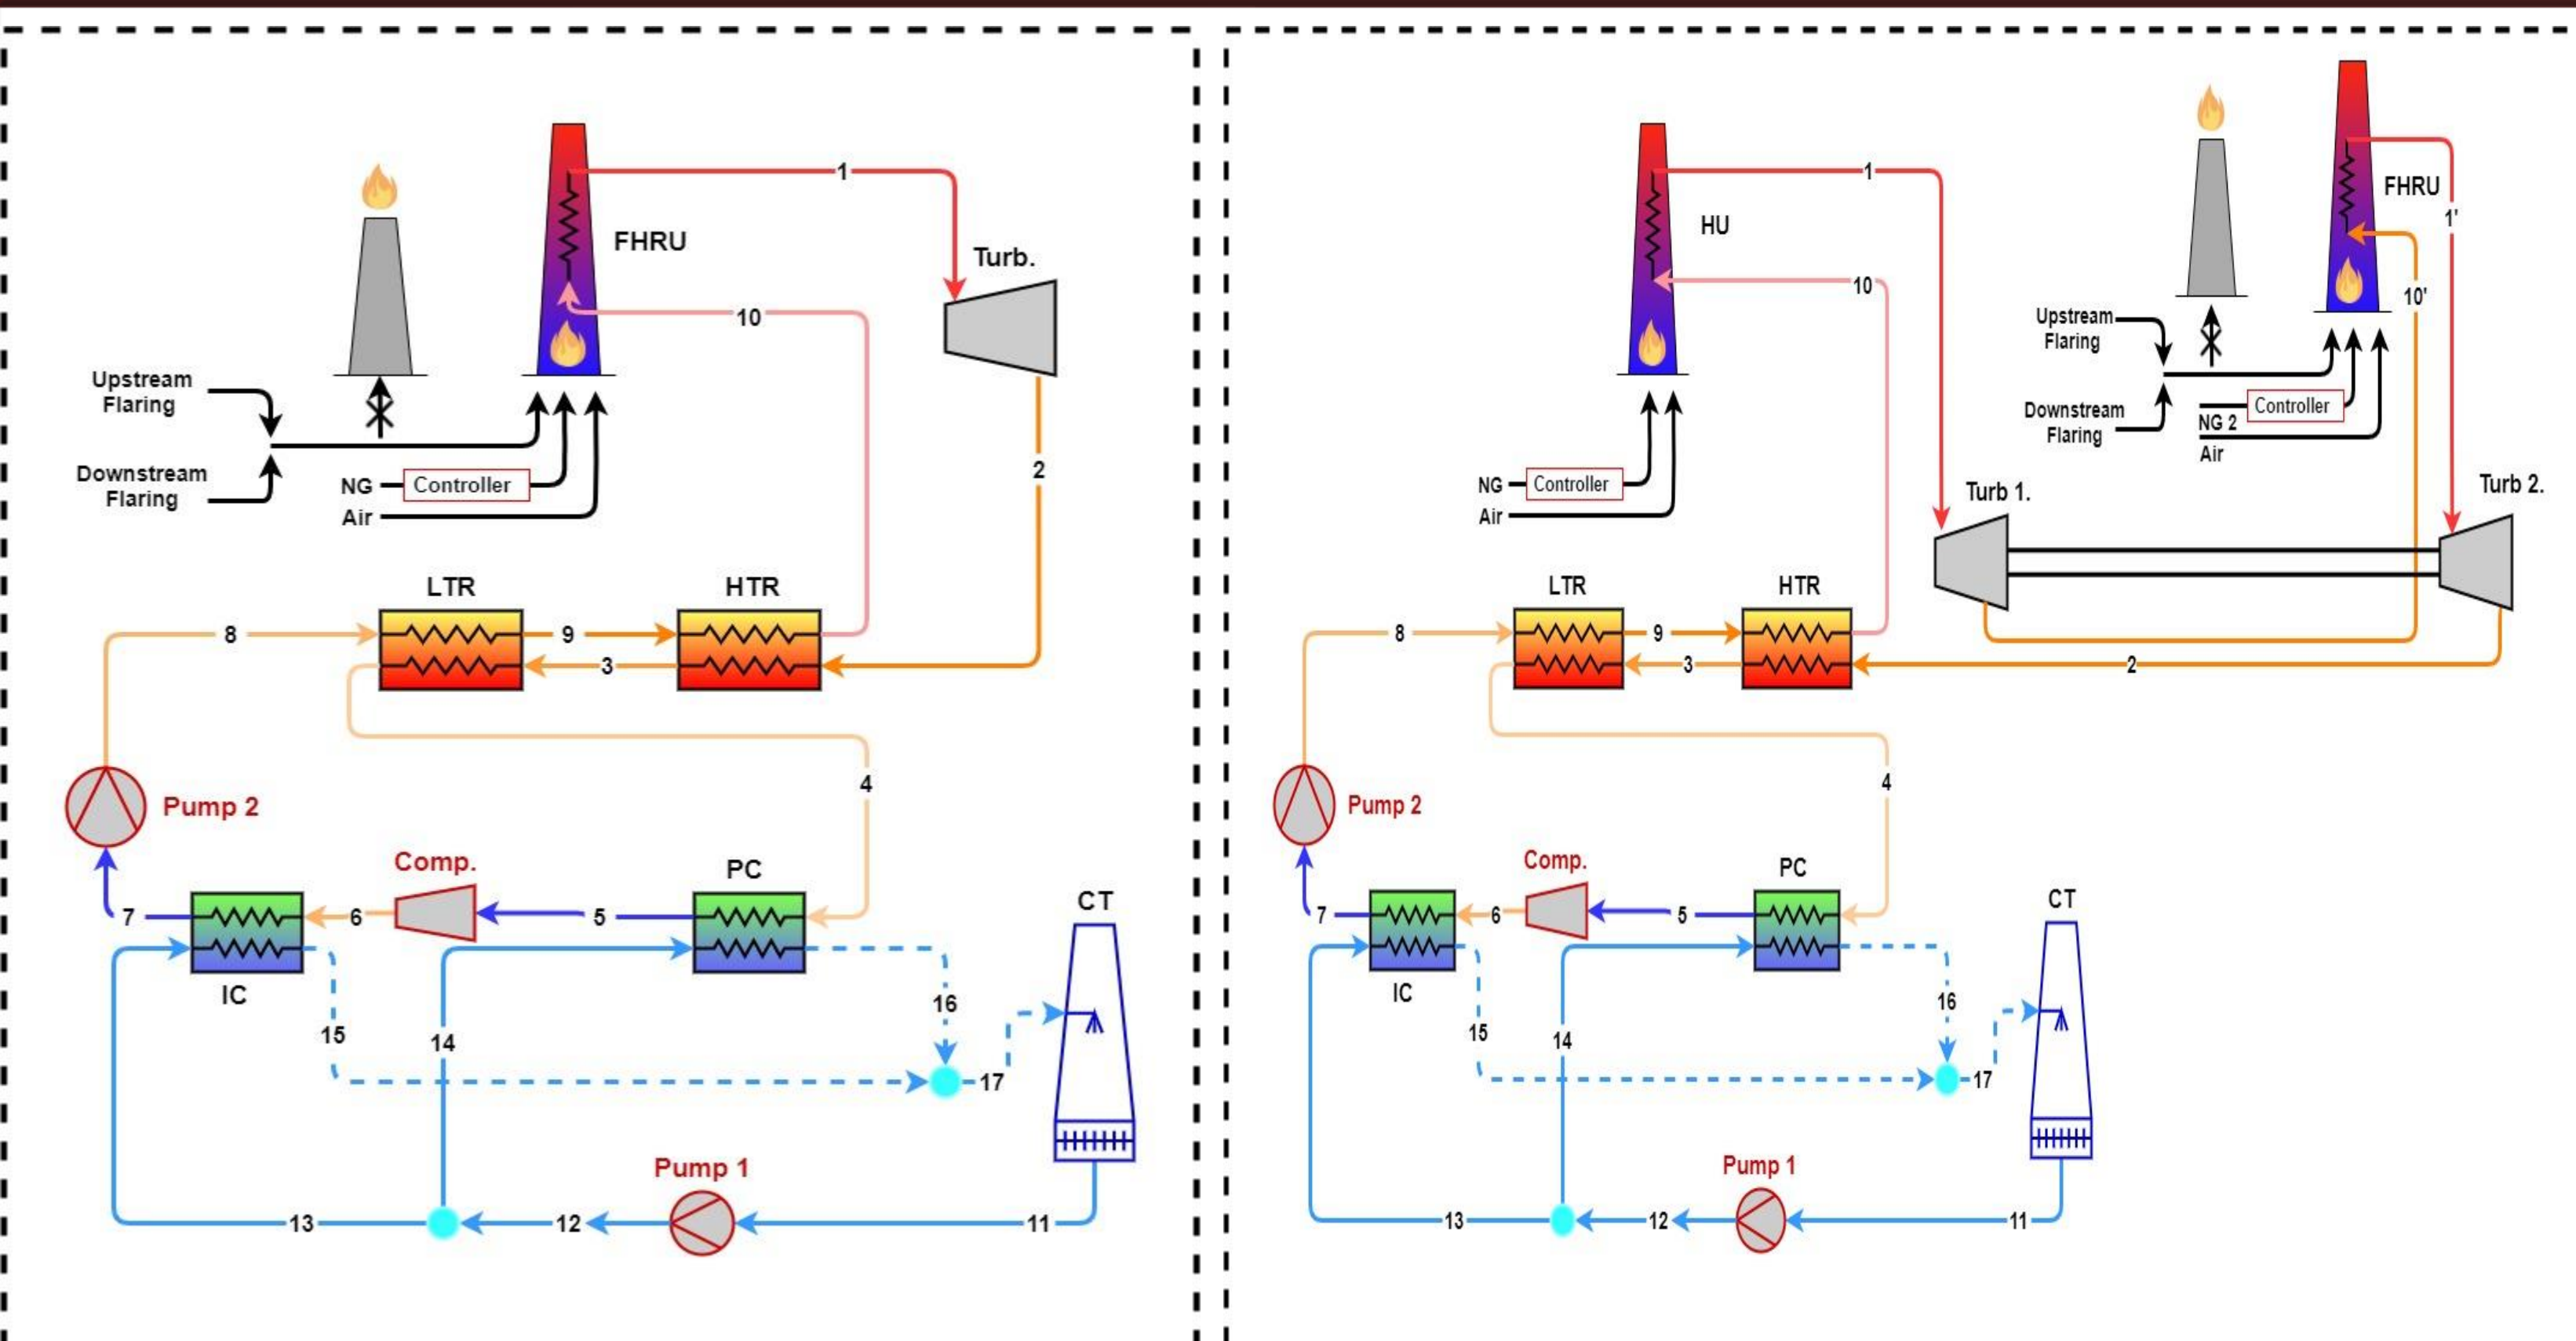 1
FHRU
Turb.
10
Upstream
Flaring
Downstream
Flaring
NG
Controller
Air
2
LTR
HTR
8
9
3
4
Pump 2
Comp.
PC
CT
7
6
5
IC
16
15
14
17
Pump 1
13
12
11
1
HU
FHRU
1'
10
10'
Upstream
Flaring
Downstream
Flaring
Controller
NG 2
Air
NG
Controller
Air
Turb 1.
Turb 2.
LTR
HTR
8
9
3
2
4
Pump 2
Comp.
PC
CT
7
6
5
IC
16
15
14
17
Pump 1
13
12
11